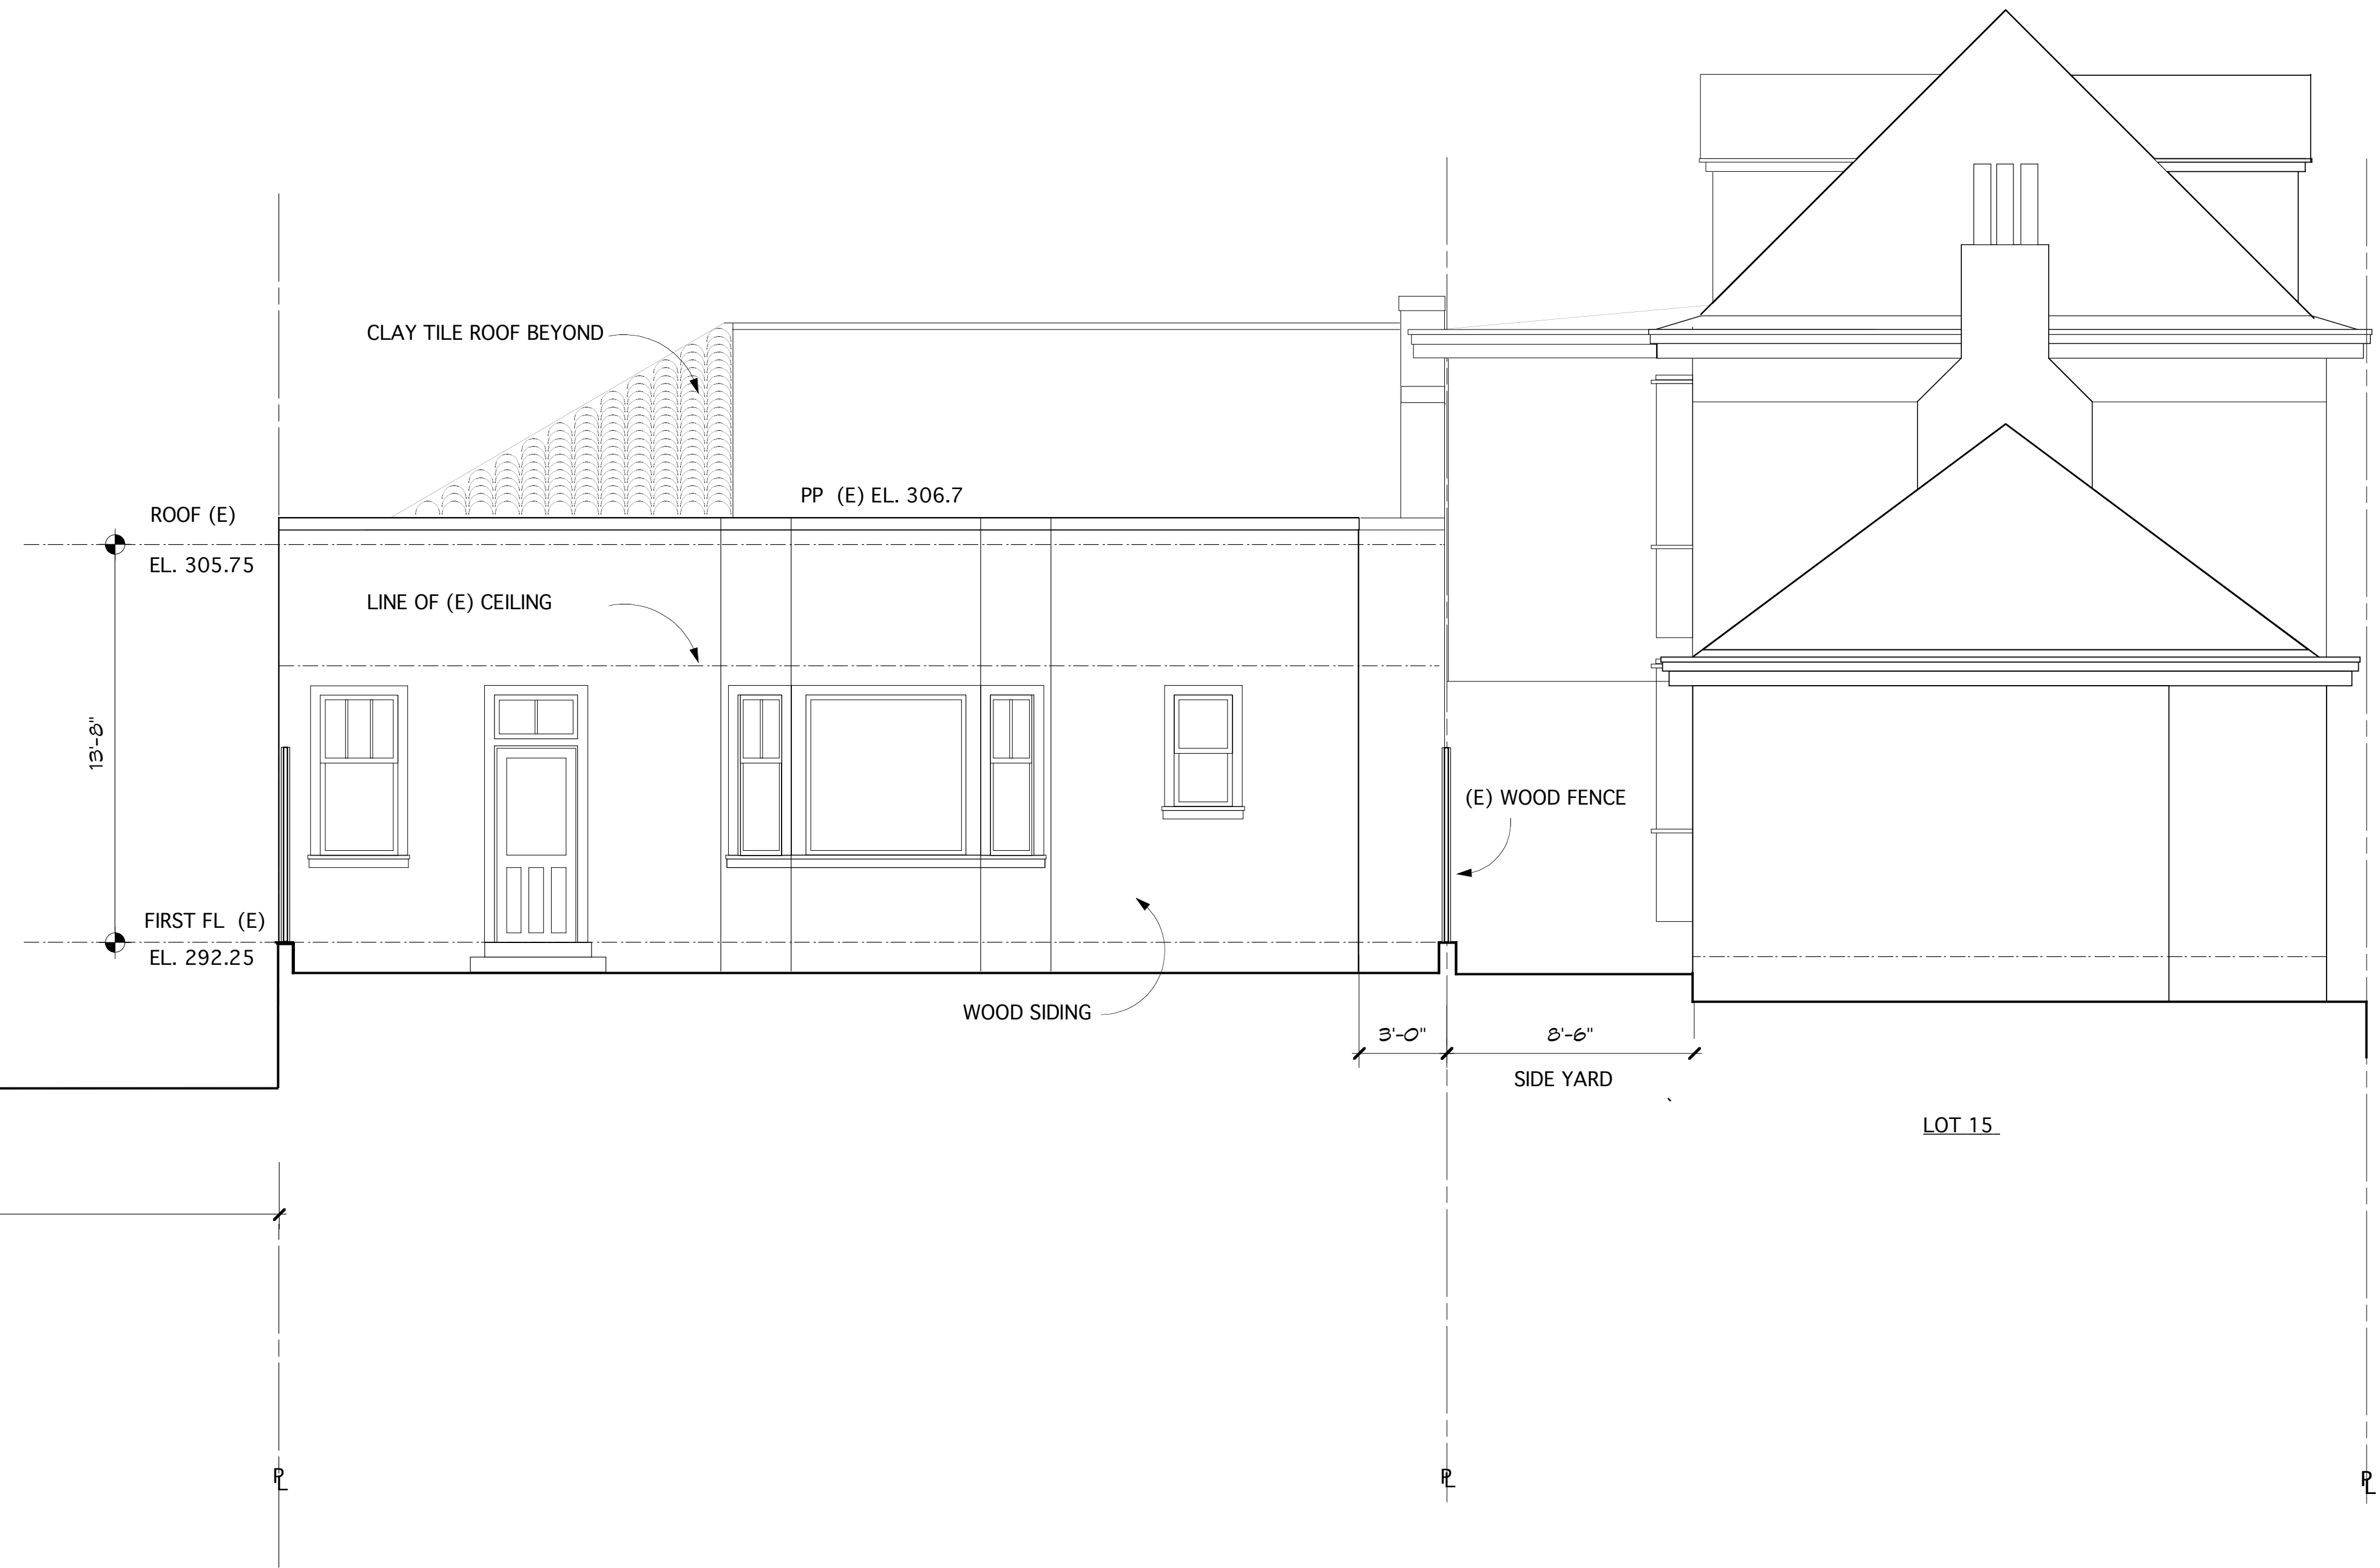 CLAY TILE ROOF BEYOND
PP (E) EL. 306.7
ROOF (E)
EL. 305.75
LINE OF (E) CEILING
13'-8"
(E) WOOD FENCE
FIRST FL (E)
EL. 292.25
WOOD SIDING
3'-0"
8'-6"
SIDE YARD
LOT 15
PL
PL
PL